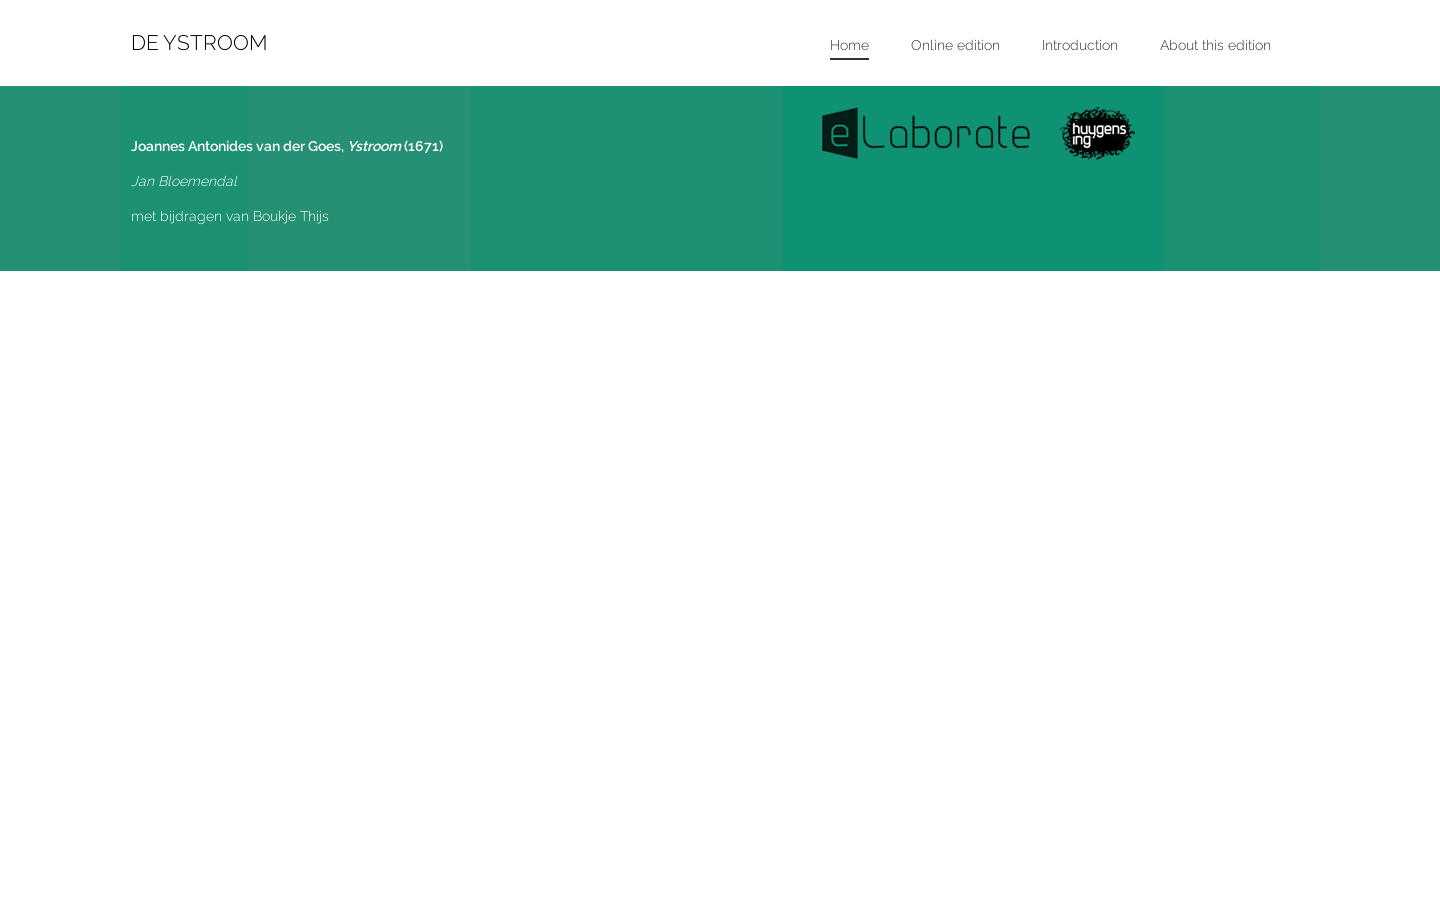 DE YSTROOM
Home
Online edition
Introduction
About this edition
eLaborate
huygens
ing
Joannes Antonides van der Goes, Ystroom (1671)
Jan Bloemendal
met bijdragen van Boukje Thijs